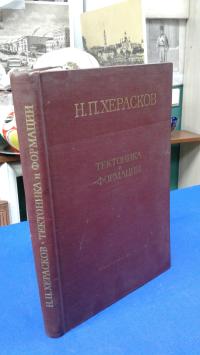 Н.П.ХЕРАСКОВ
ТЕКТОНИКА
И ФОРМАЦИИ
Н.П.ХЕРАСКОВ • ТЕКТОНИКА И ФОРМАЦИИ